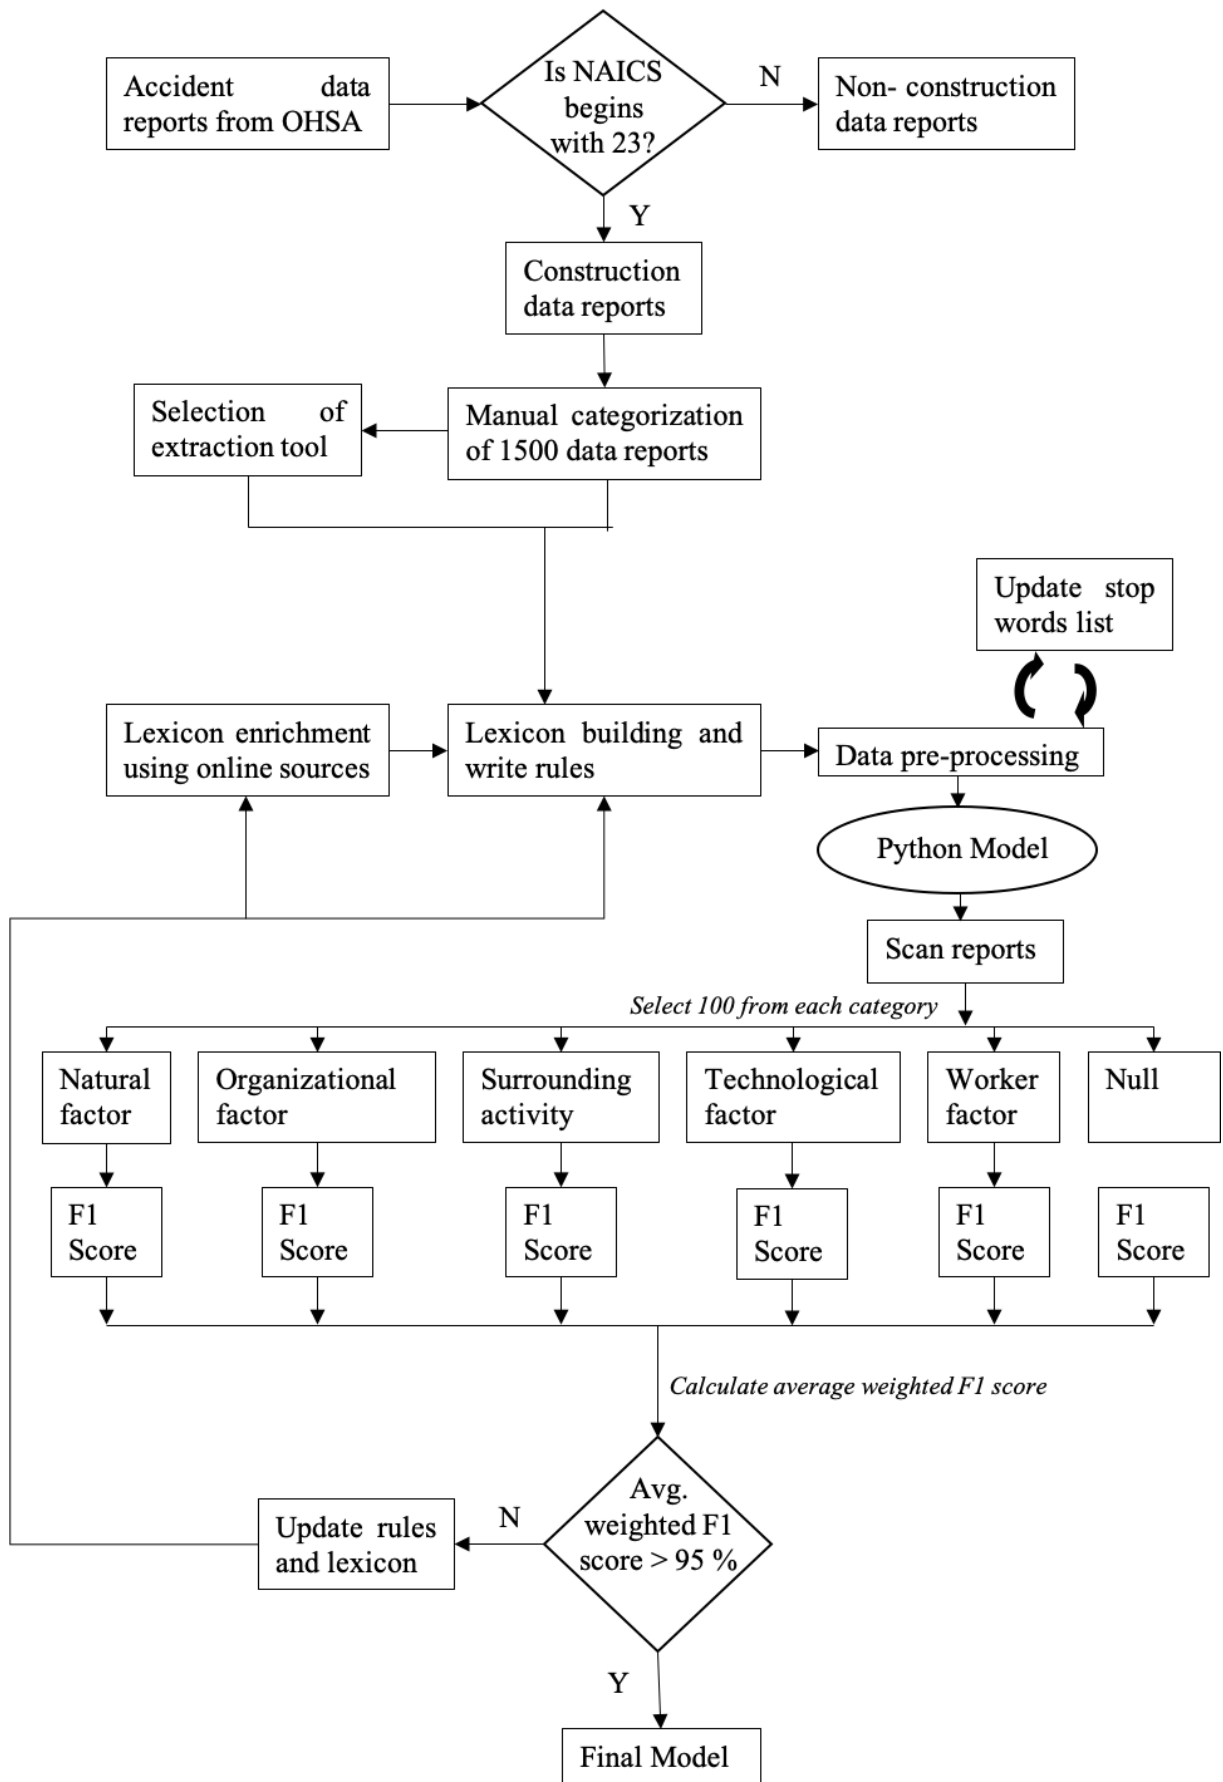 Is NAICS
begins
with 23?
Accident data
reports from OHSA
N
Non- construction
data reports
Y
Construction
data reports
Selection of
extraction tool
Manual categorization
of 1500 data reports
Update stop
words list
Lexicon enrichment
using online sources
Lexicon building and
write rules
Data pre-processing
Python Model
Scan reports
Select 100 from each category
Natural
factor
Organizational
factor
Surrounding
activity
Technological
factor
Worker
factor
Null
F1
Score
F1
Score
F1
Score
F1
Score
F1
Score
F1
Score
Calculate average weighted F1 score
Avg.
weighted F1
score > 95 %
N
Update rules
and lexicon
Y
Final Model